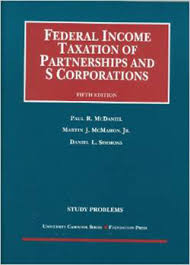 FEDERAL INCOME
TAXATION OF
PARTNERSHIPS AND
S CORPORATIONS
FIFTH EDITION
PAUL R. MCDANIEL
MARTIN J. MCMAHON, JR.
DANIEL L. SIMMONS
STUDY PROBLEMS
UNIVERSITY CASEBOOK SERIES FOUNDATION PRESS